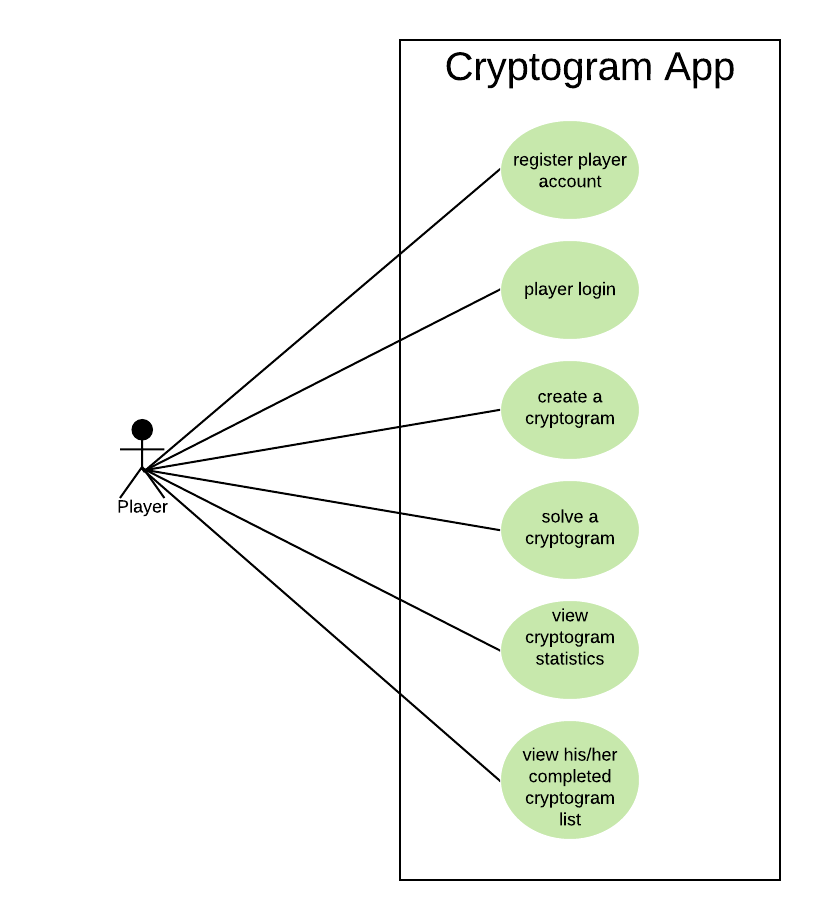 Cryptogram App
register player
account
player login
create a
cryptogram
solve a
cryptogram
Player
view
cryptogram
statistics
view his/her
completed
cryptogram
list